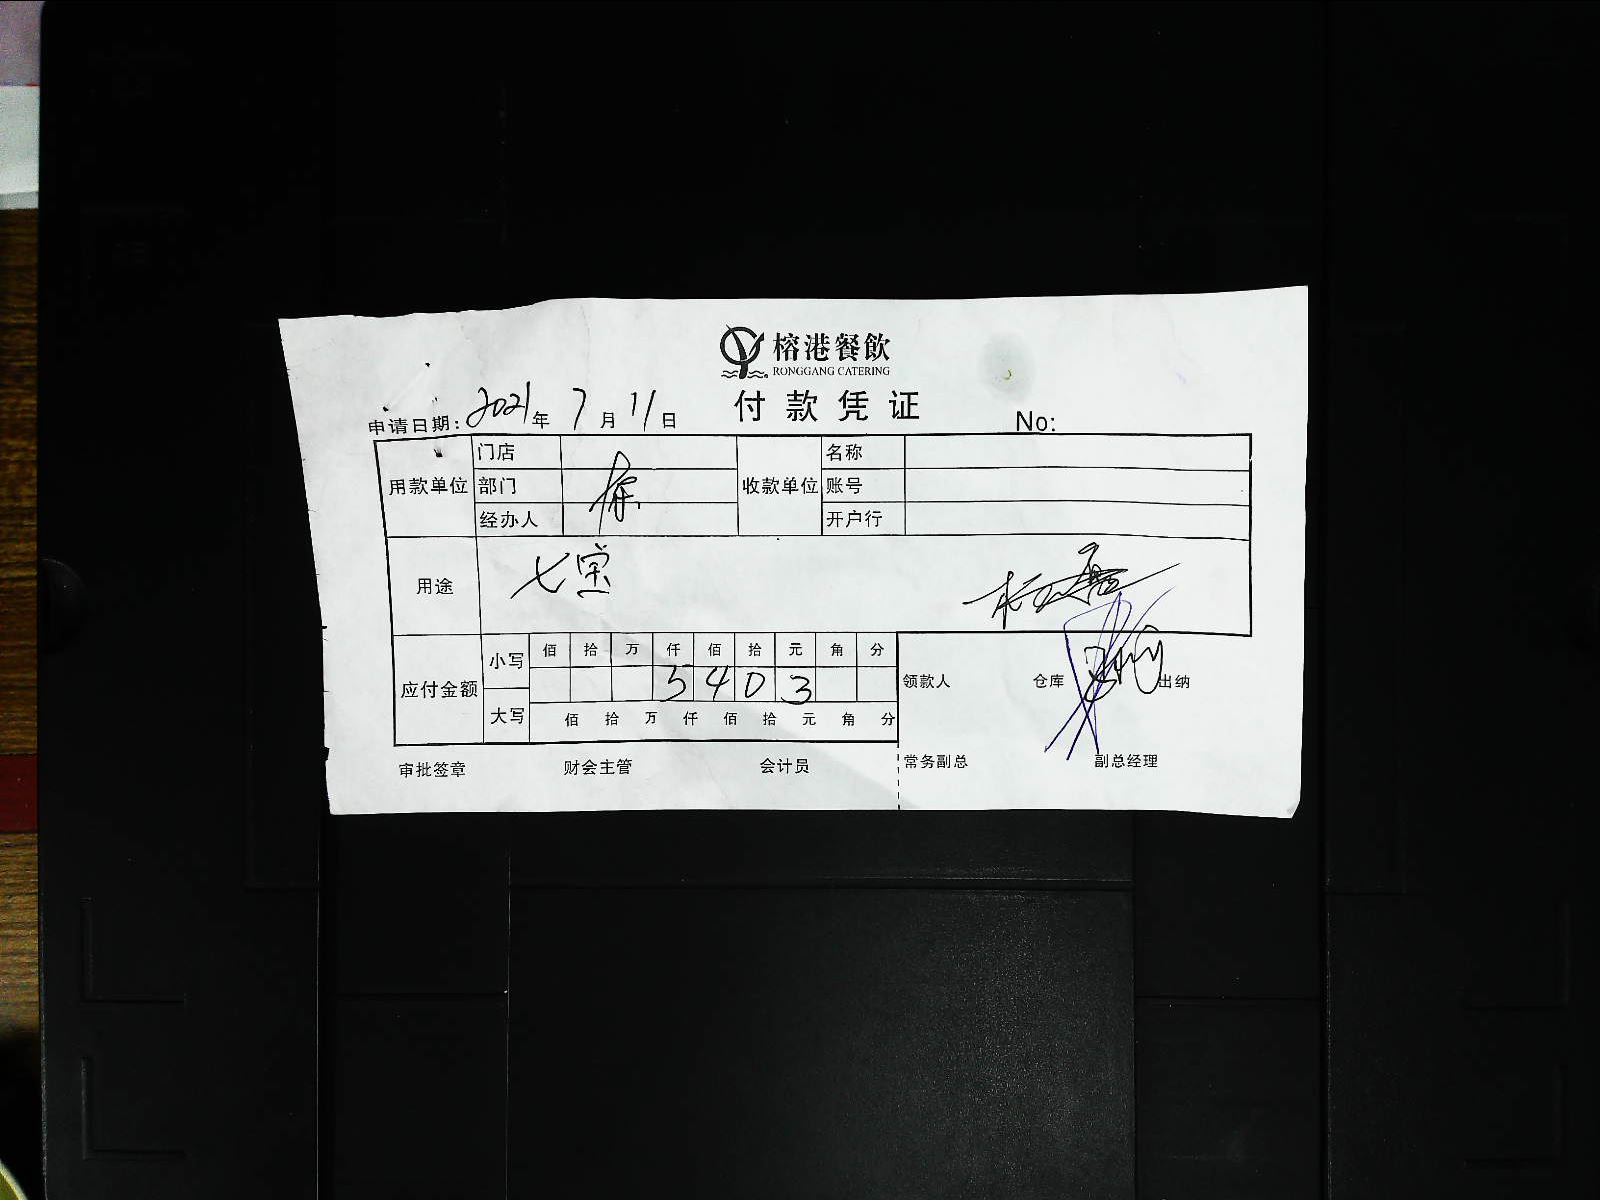 榕港餐飲
RONGGANG CATERING
付款凭证
申请日期: 2021年 7月 11日 No:
用款单位 门店 收款单位 名称
部门 账号
经办人 开户行
用途 七宝
应付金额 小写 佰 拾 万 仟 佰 拾 元 角 分
5 4 0 3
大写 佰 拾 万 仟 佰 拾 元 角 分
领款人 仓库 出纳
审批签章 财会主管 会计员 常务副总 副总经理